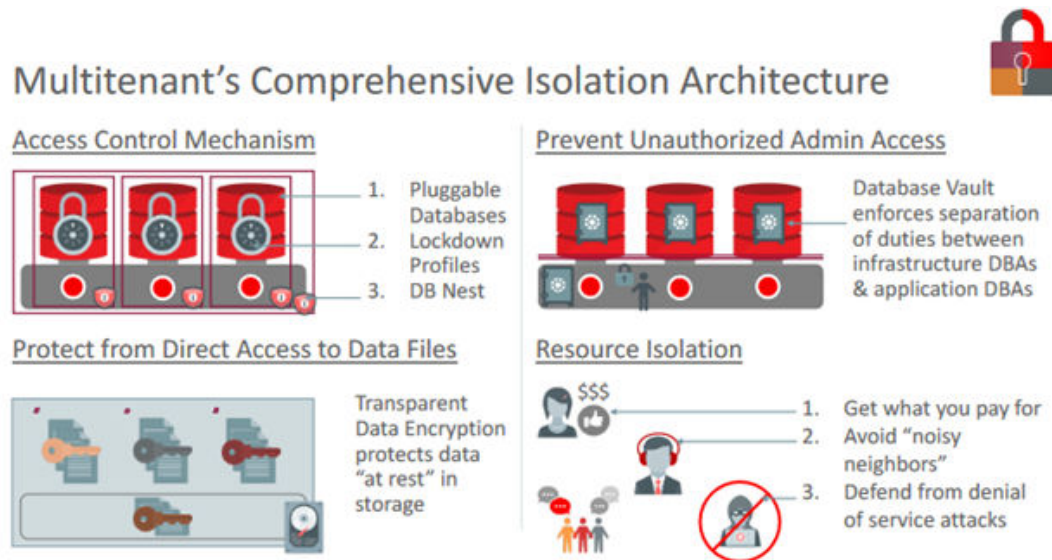 Multitenant's Comprehensive Isolation Architecture
Access Control Mechanism
1. Pluggable
Databases
2. Lockdown
Profiles
3. DB Nest
Prevent Unauthorized Admin Access
Database Vault
enforces separation
of duties between
infrastructure DBAs
& application DBAs
Protect from Direct Access to Data Files
Transparent
Data Encryption
protects data
“at rest” in
storage
Resource Isolation
$$$
1. Get what you pay for
2. Avoid “noisy
neighbors”
3. Defend from denial
of service attacks